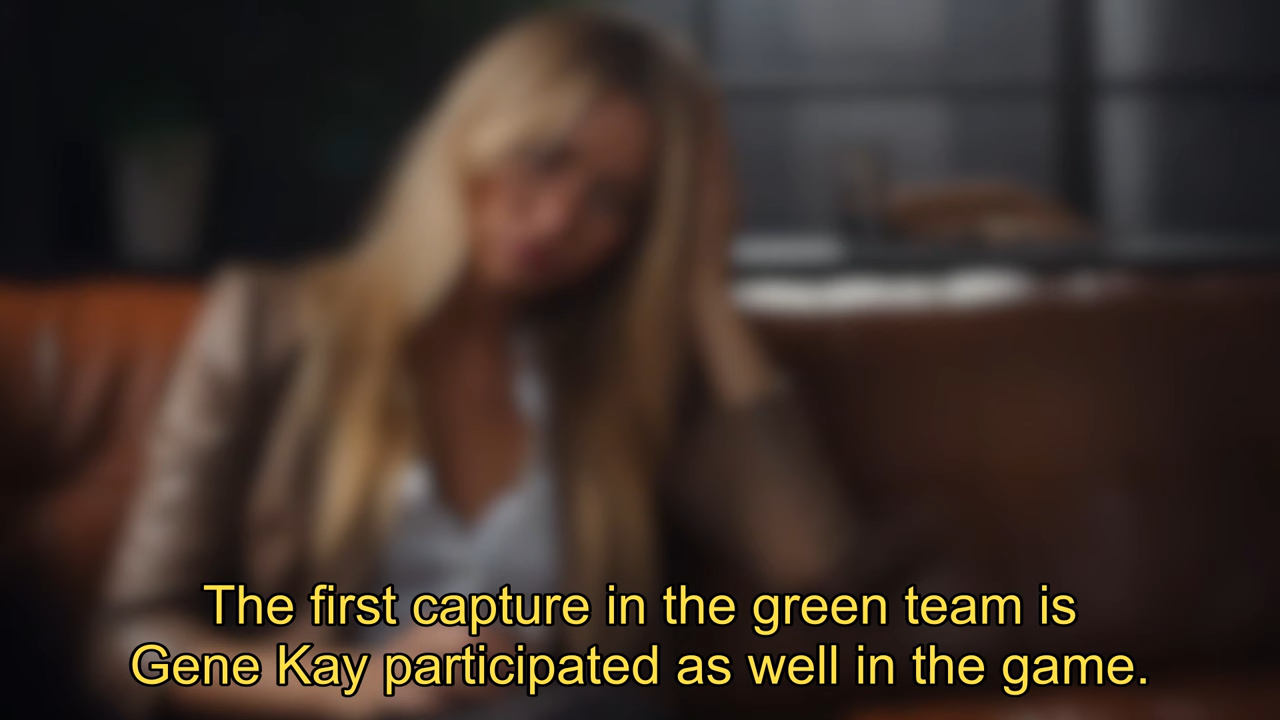 The first capture in the green team is
Gene Kay participated as well in the game.